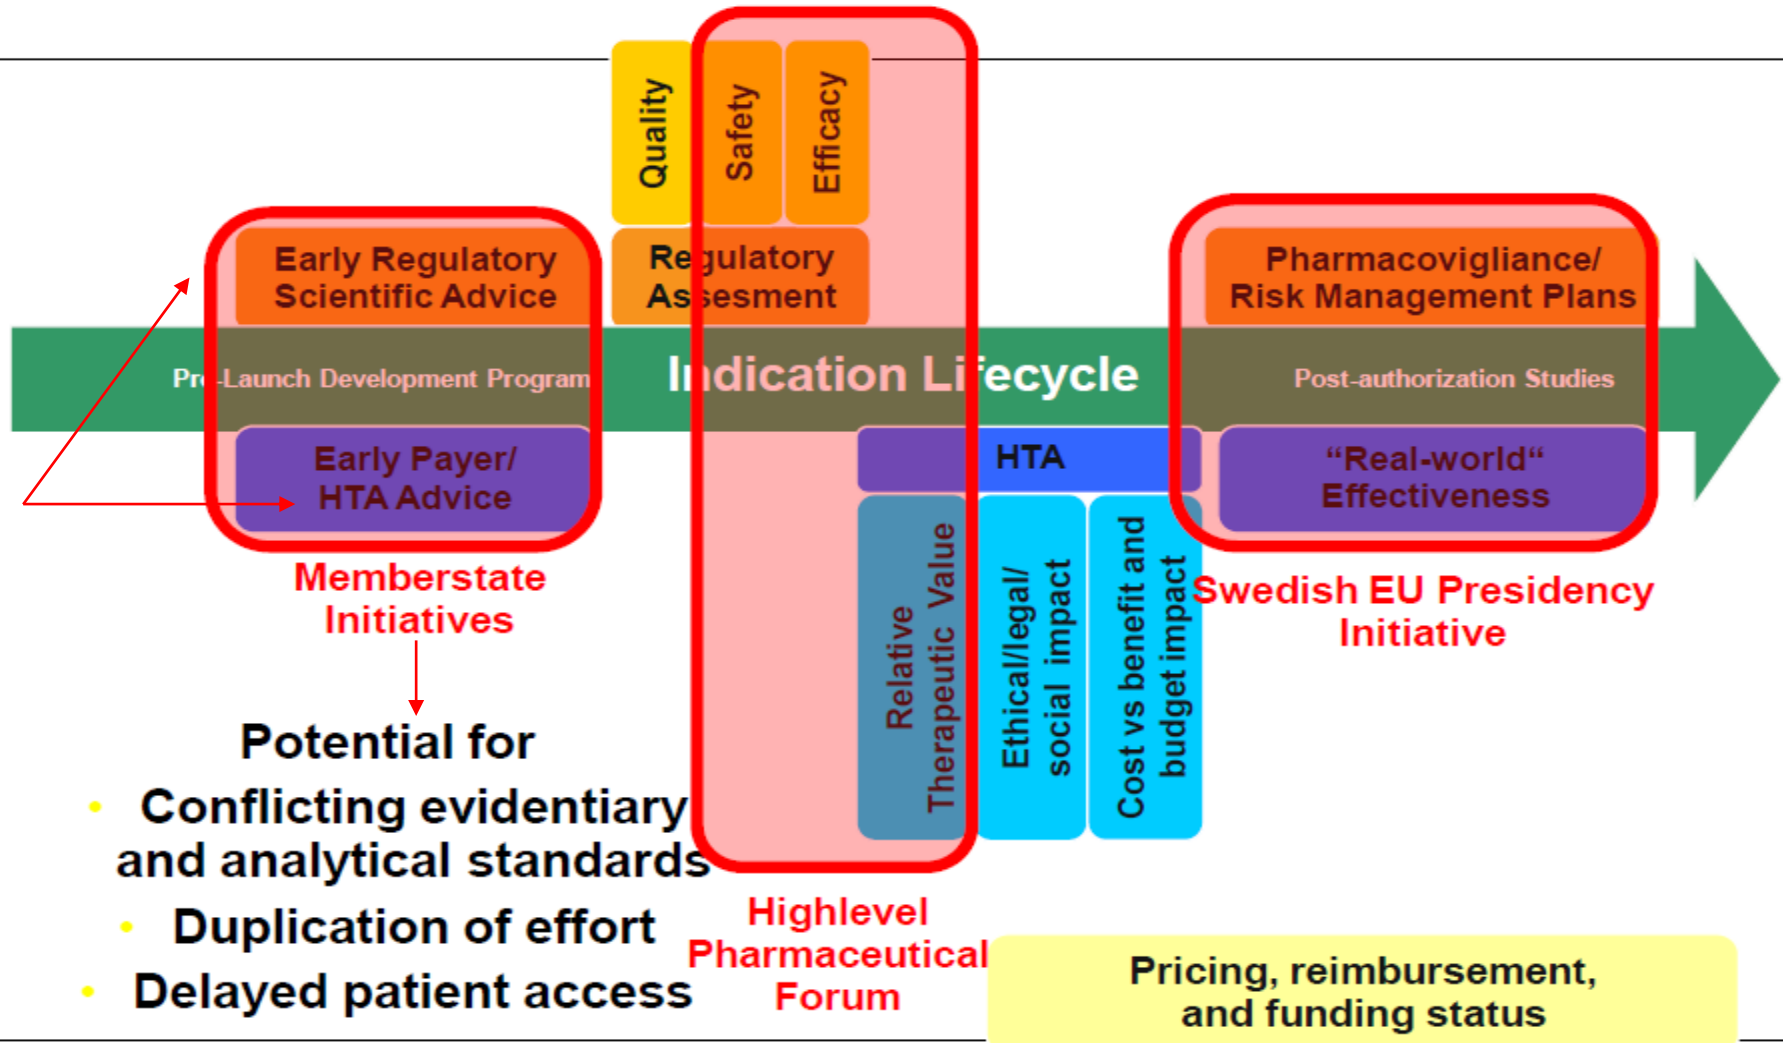 Quality
Safety
Efficacy
Early Regulatory
Scientific Advice
Regulatory
Assesment
Pharmacovigliance/
Risk Management Plans
Pre-Launch Development Program
Indication Lifecycle
Post-authorization Studies
Early Payer/
HTA Advice
HTA
“Real-world“
Effectiveness
Relative
Therapeutic Value
Ethical/legal/
social impact
Cost vs benefit and
budget impact
Memberstate
Initiatives
Swedish EU Presidency
Initiative
Potential for
• Conflicting evidentiary
and analytical standards
• Duplication of effort
• Delayed patient access
Highlevel
Pharmaceutical
Forum
Pricing, reimbursement,
and funding status